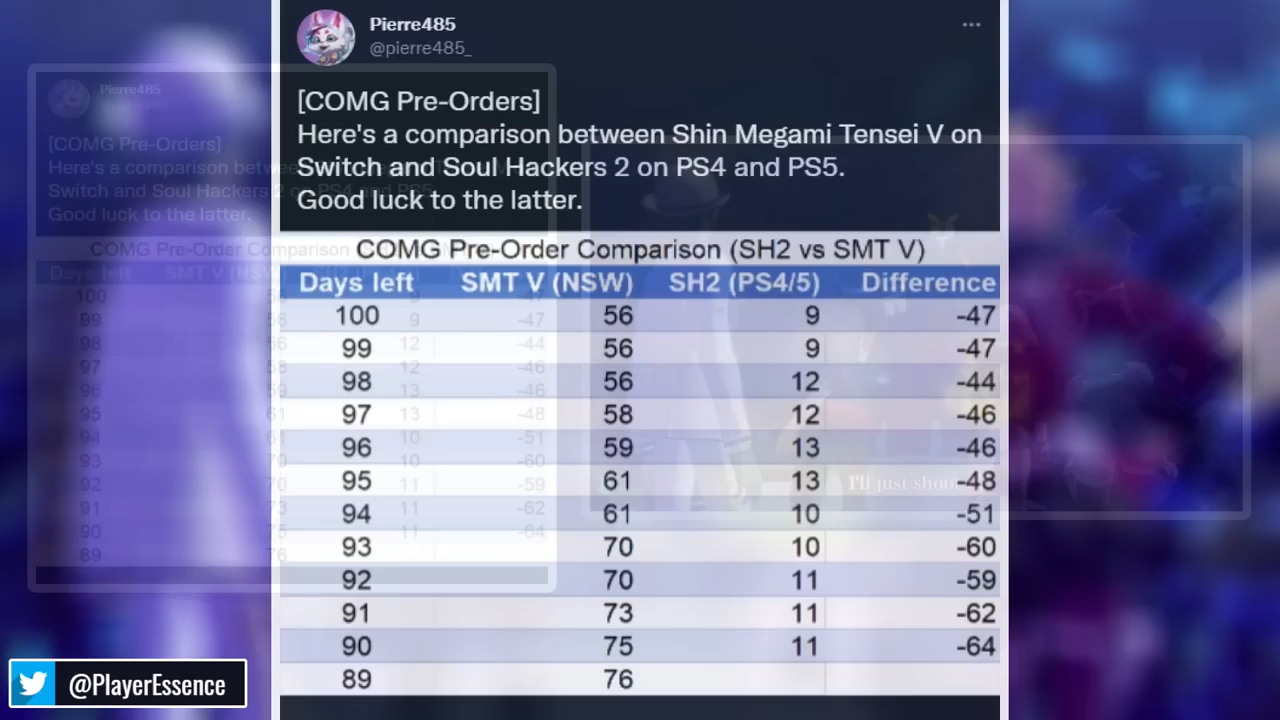 Pierre485
@pierre485_
[COMG Pre-Orders]
Here's a comparison between Shin Megami Tensei V on
Switch and Soul Hackers 2 on PS4 and PS5.
Good luck to the latter.
COMG Pre-Order Comparison (SH2 vs SMT V)
Days left SMT V (NSW) SH2 (PS4/5) Difference
100 56 9 -47
99 56 9 -47
98 56 12 -44
97 58 12 -46
96 59 13 -46
95 61 13 -48
94 61 10 -51
93 70 10 -60
92 70 11 -59
91 73 11 -62
90 75 11 -64
89 76
I'll just shoo
@PlayerEssence